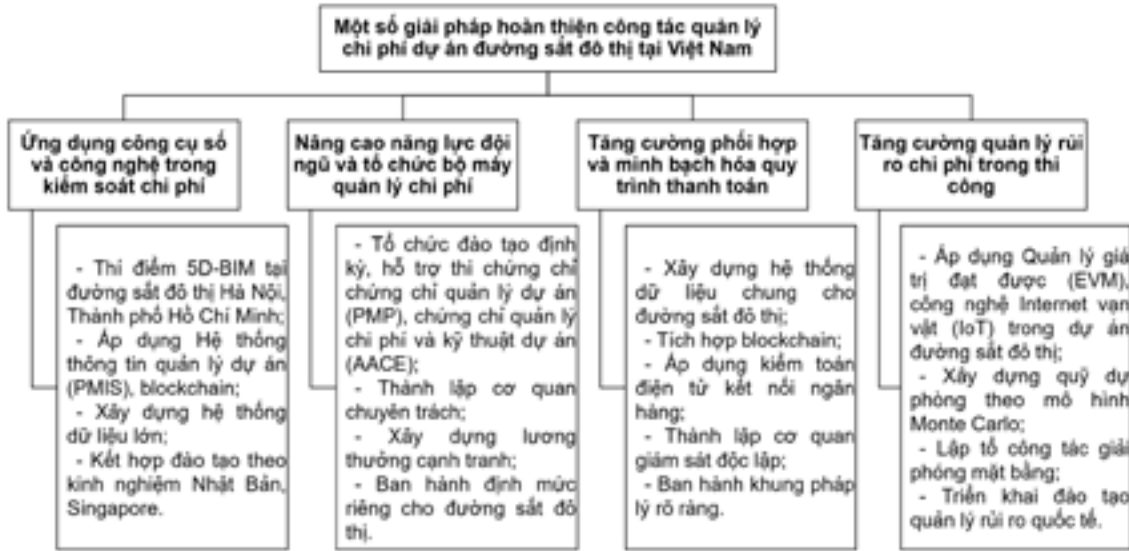 Một số giải pháp hoàn thiện công tác quản lý
chi phí dự án đường sắt đô thị tại Việt Nam
Ứng dụng công cụ số
và công nghệ trong
kiểm soát chi phí
- Thí điểm 5D-BIM tại
đường sắt đô thị Hà Nội,
Thành phố Hồ Chí Minh;
- Áp dụng Hệ thống
thông tin quản lý dự án
(PMIS), blockchain;
- Xây dựng hệ thống
dữ liệu lớn;
- Kết hợp đào tạo theo
kinh nghiệm Nhật Bản,
Singapore.
Nâng cao năng lực đội
ngũ và tổ chức bộ máy
quản lý chi phí
- Tổ chức đào tạo định
kỳ, hỗ trợ thi chứng chỉ
chứng chỉ quản lý dự án
(PMP), chứng chỉ quản lý
chi phí và kỹ thuật dự án
(AACE);
- Thành lập cơ quan
chuyên trách;
- Xây dựng lương
thưởng cạnh tranh;
- Ban hành định mức
riêng cho đường sắt đô
thị.
Tăng cường phối hợp
và minh bạch hóa quy
trình thanh toán
- Xây dựng hệ thống
dữ liệu chung cho
đường sắt đô thị;
- Tích hợp blockchain;
- Áp dụng kiểm toán
điện tử kết nối ngân
hàng;
- Thành lập cơ quan
giám sát độc lập;
- Ban hành khung pháp
lý rõ ràng.
Tăng cường quản lý rủi
ro chi phí trong thi
công
- Áp dụng Quản lý giá
trị đạt được (EVM),
công nghệ Internet vạn
vật (IoT) trong dự án
đường sắt đô thị;
- Xây dựng quỹ dự
phòng theo mô hình
Monte Carlo;
- Lập tổ công tác giải
phóng mặt bằng;
- Triển khai đào tạo
quản lý rủi ro quốc tế.